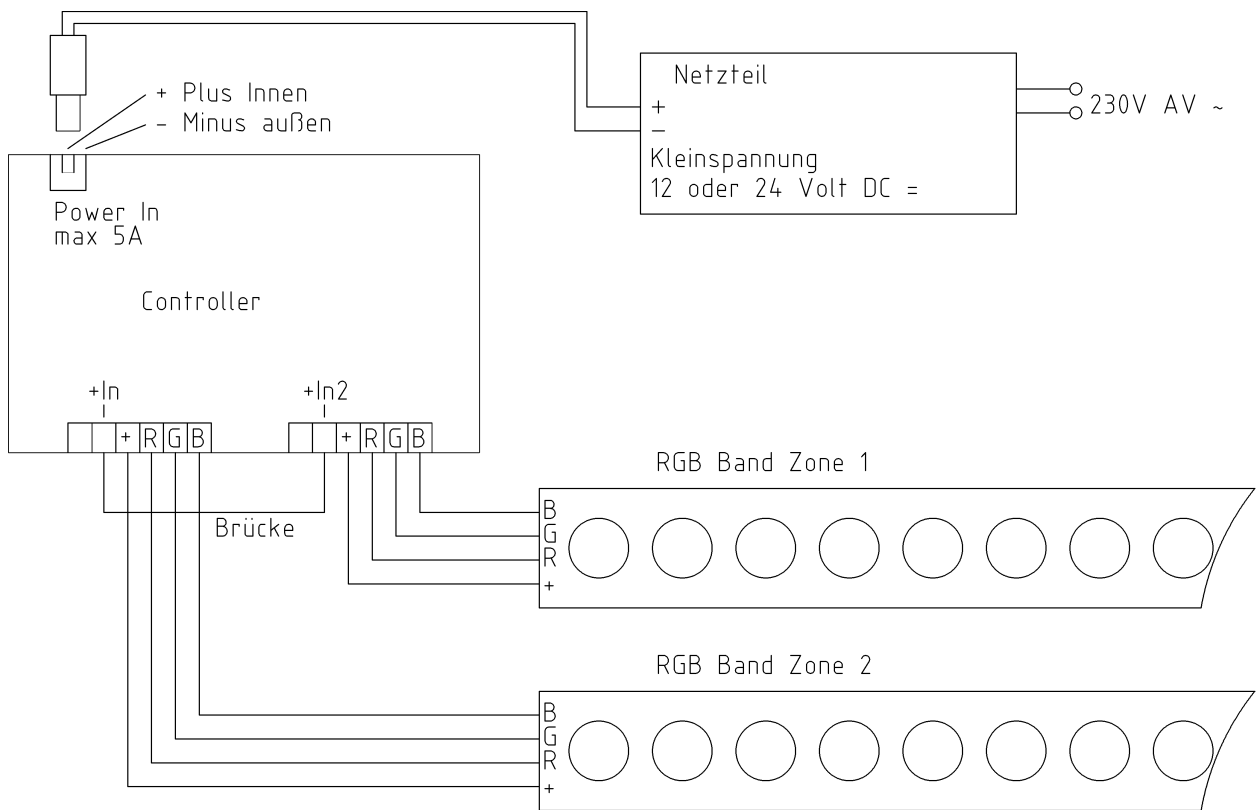 + Plus Innen
- Minus außen
Netzteil
+
-
230V AV ~
Kleinspannung
12 oder 24 Volt DC =
Power In
max 5A
Controller
+In
+In2
+ R G B
+ R G B
Brücke
RGB Band Zone 1
B
G
R
+
RGB Band Zone 2
B
G
R
+